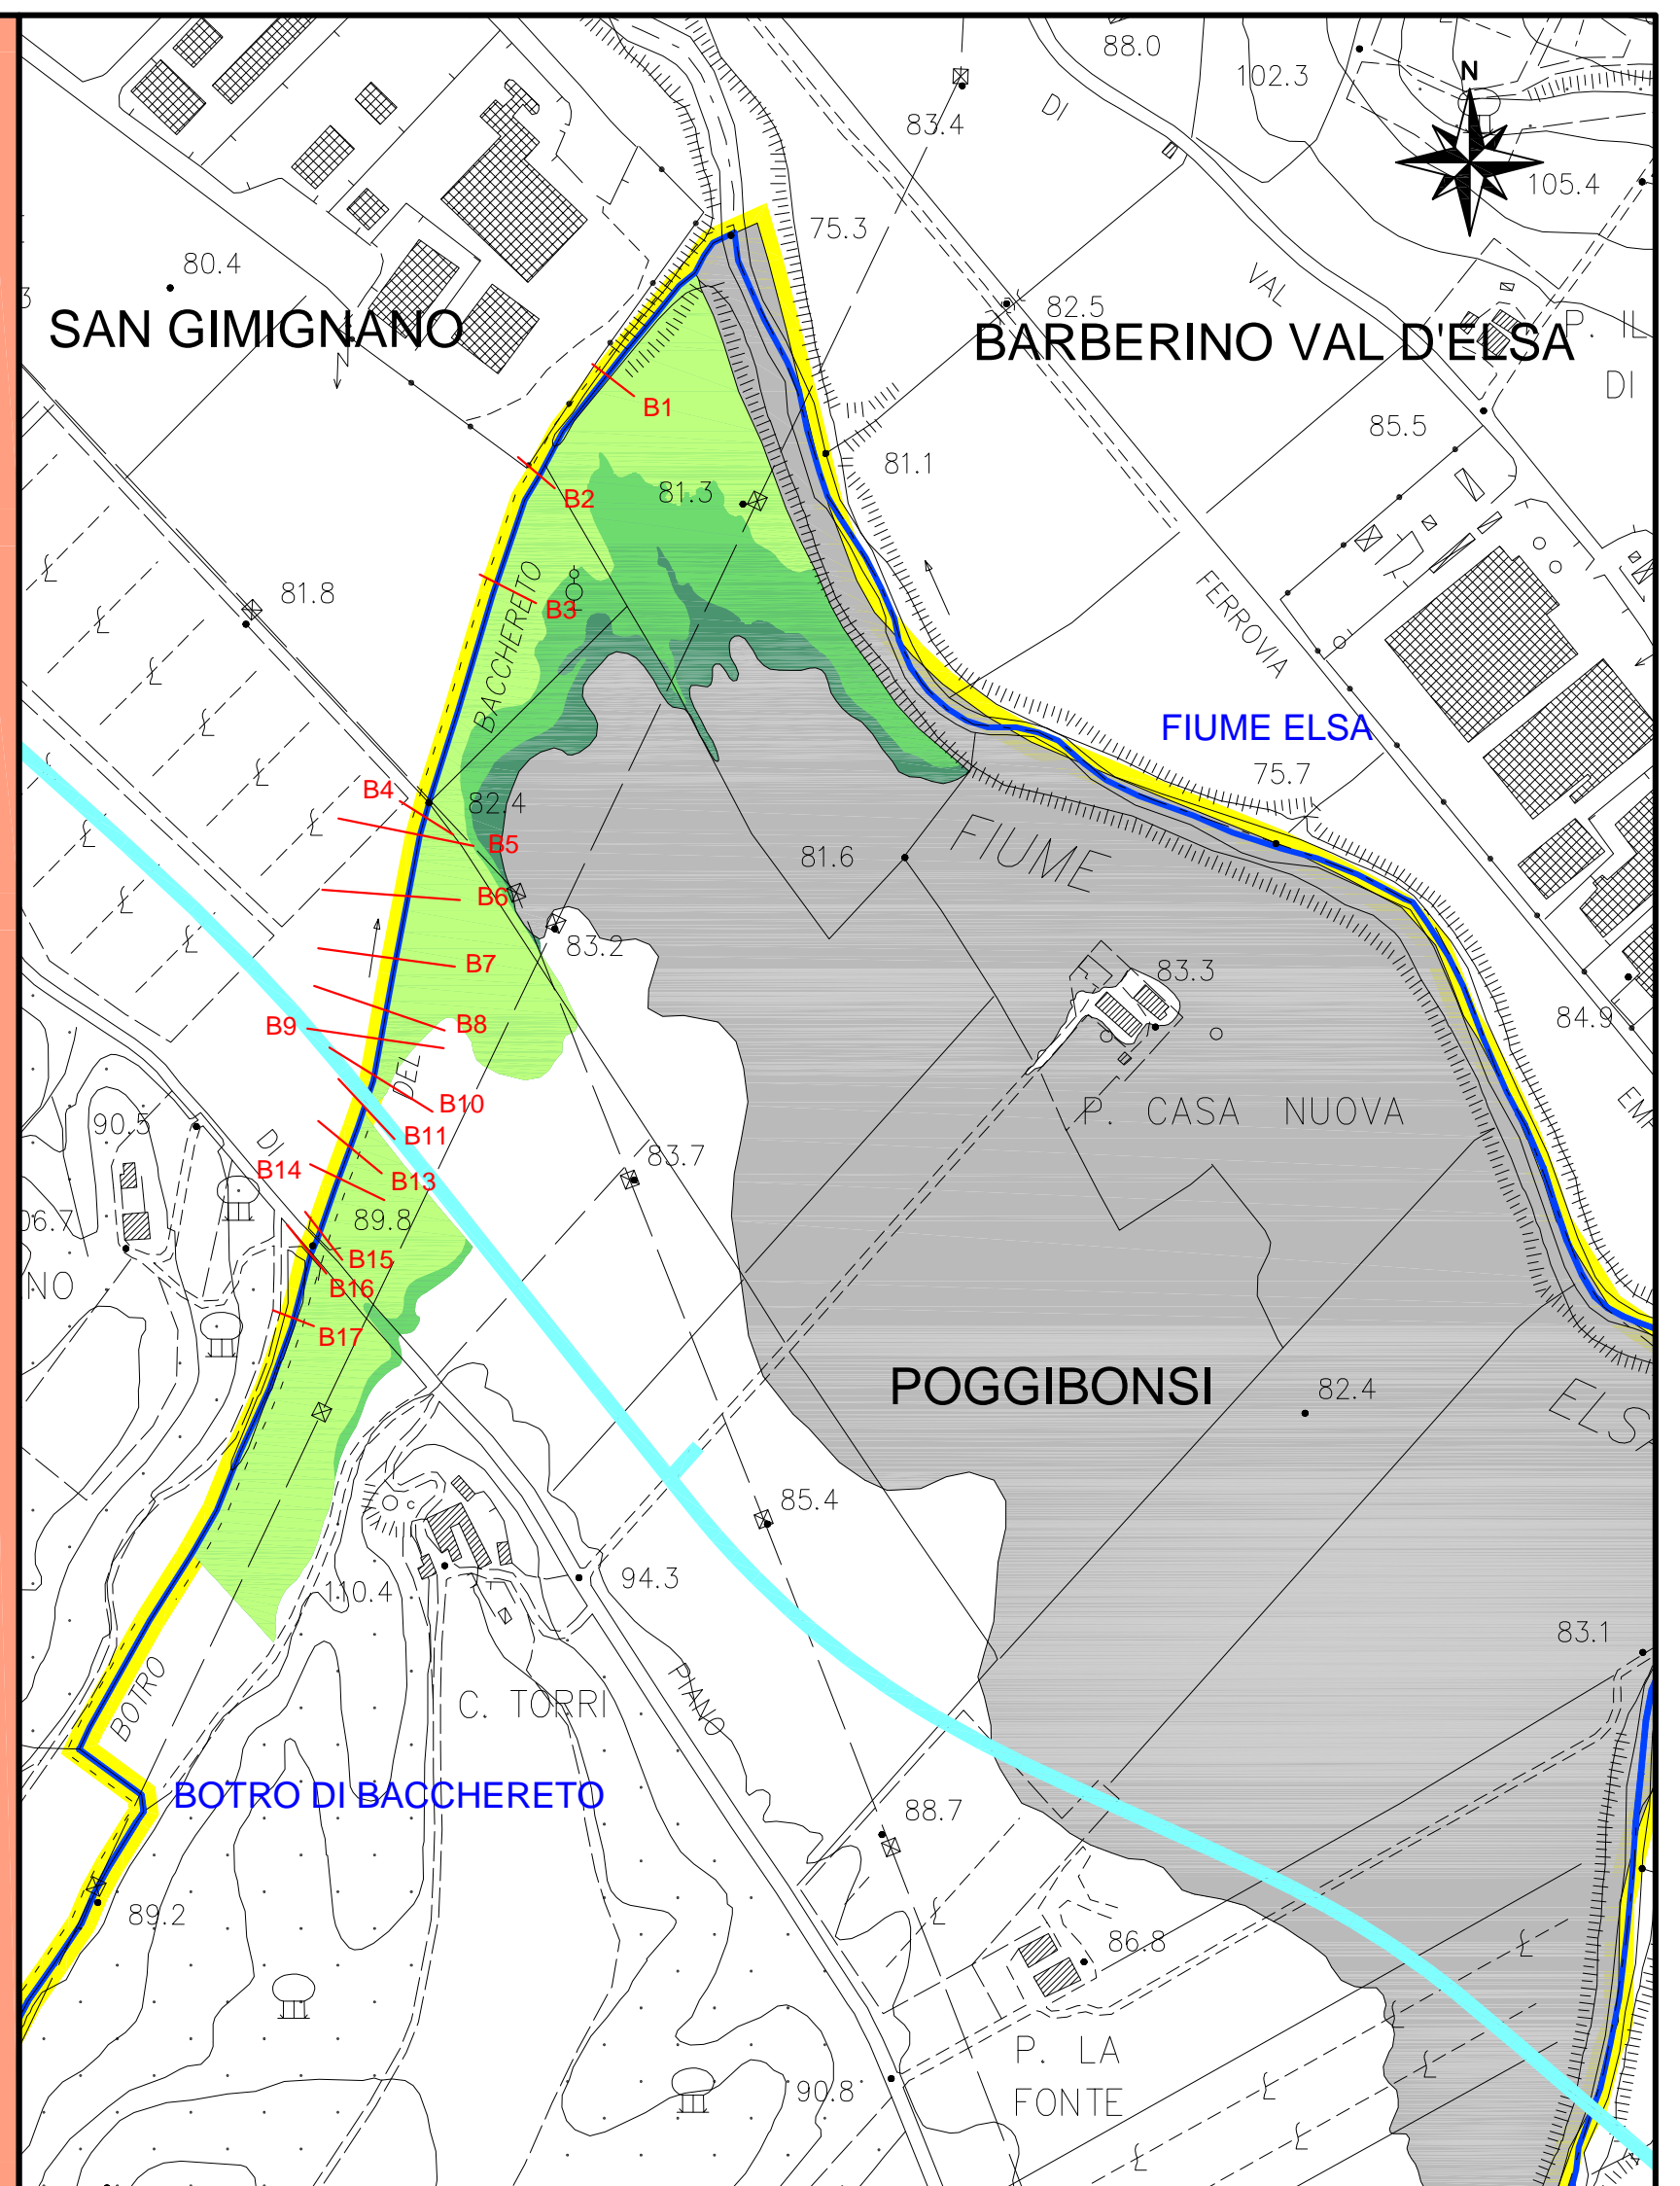 88.0
102.3
N
DI
83.4
105.4
75.3
80.4
VAL
82.5
P. IL
SAN GIMIGNANO
BARBERINO VAL D'ELSA
DI
B1
85.5
81.1
B2
81.3
81.8
BACCHERETO
B3
FERROVIA
FIUME ELSA
75.7
B4
82.4
B5
81.6
FIUME
B6
83.2
B7
83.3
84.9
B9
B8
DEL
B10
P. CASA NUOVA
90.5
DI
B11
83.7
B14
B13
89.8
B15
B16
NO
B17
POGGIBONSI
82.4
ELSA
85.4
94.3
110.4
83.1
BOTRO
C. TORRI
PIANO
BOTRO DI BACCHERETO
88.7
89.2
86.8
P. LA
90.8
FONTE